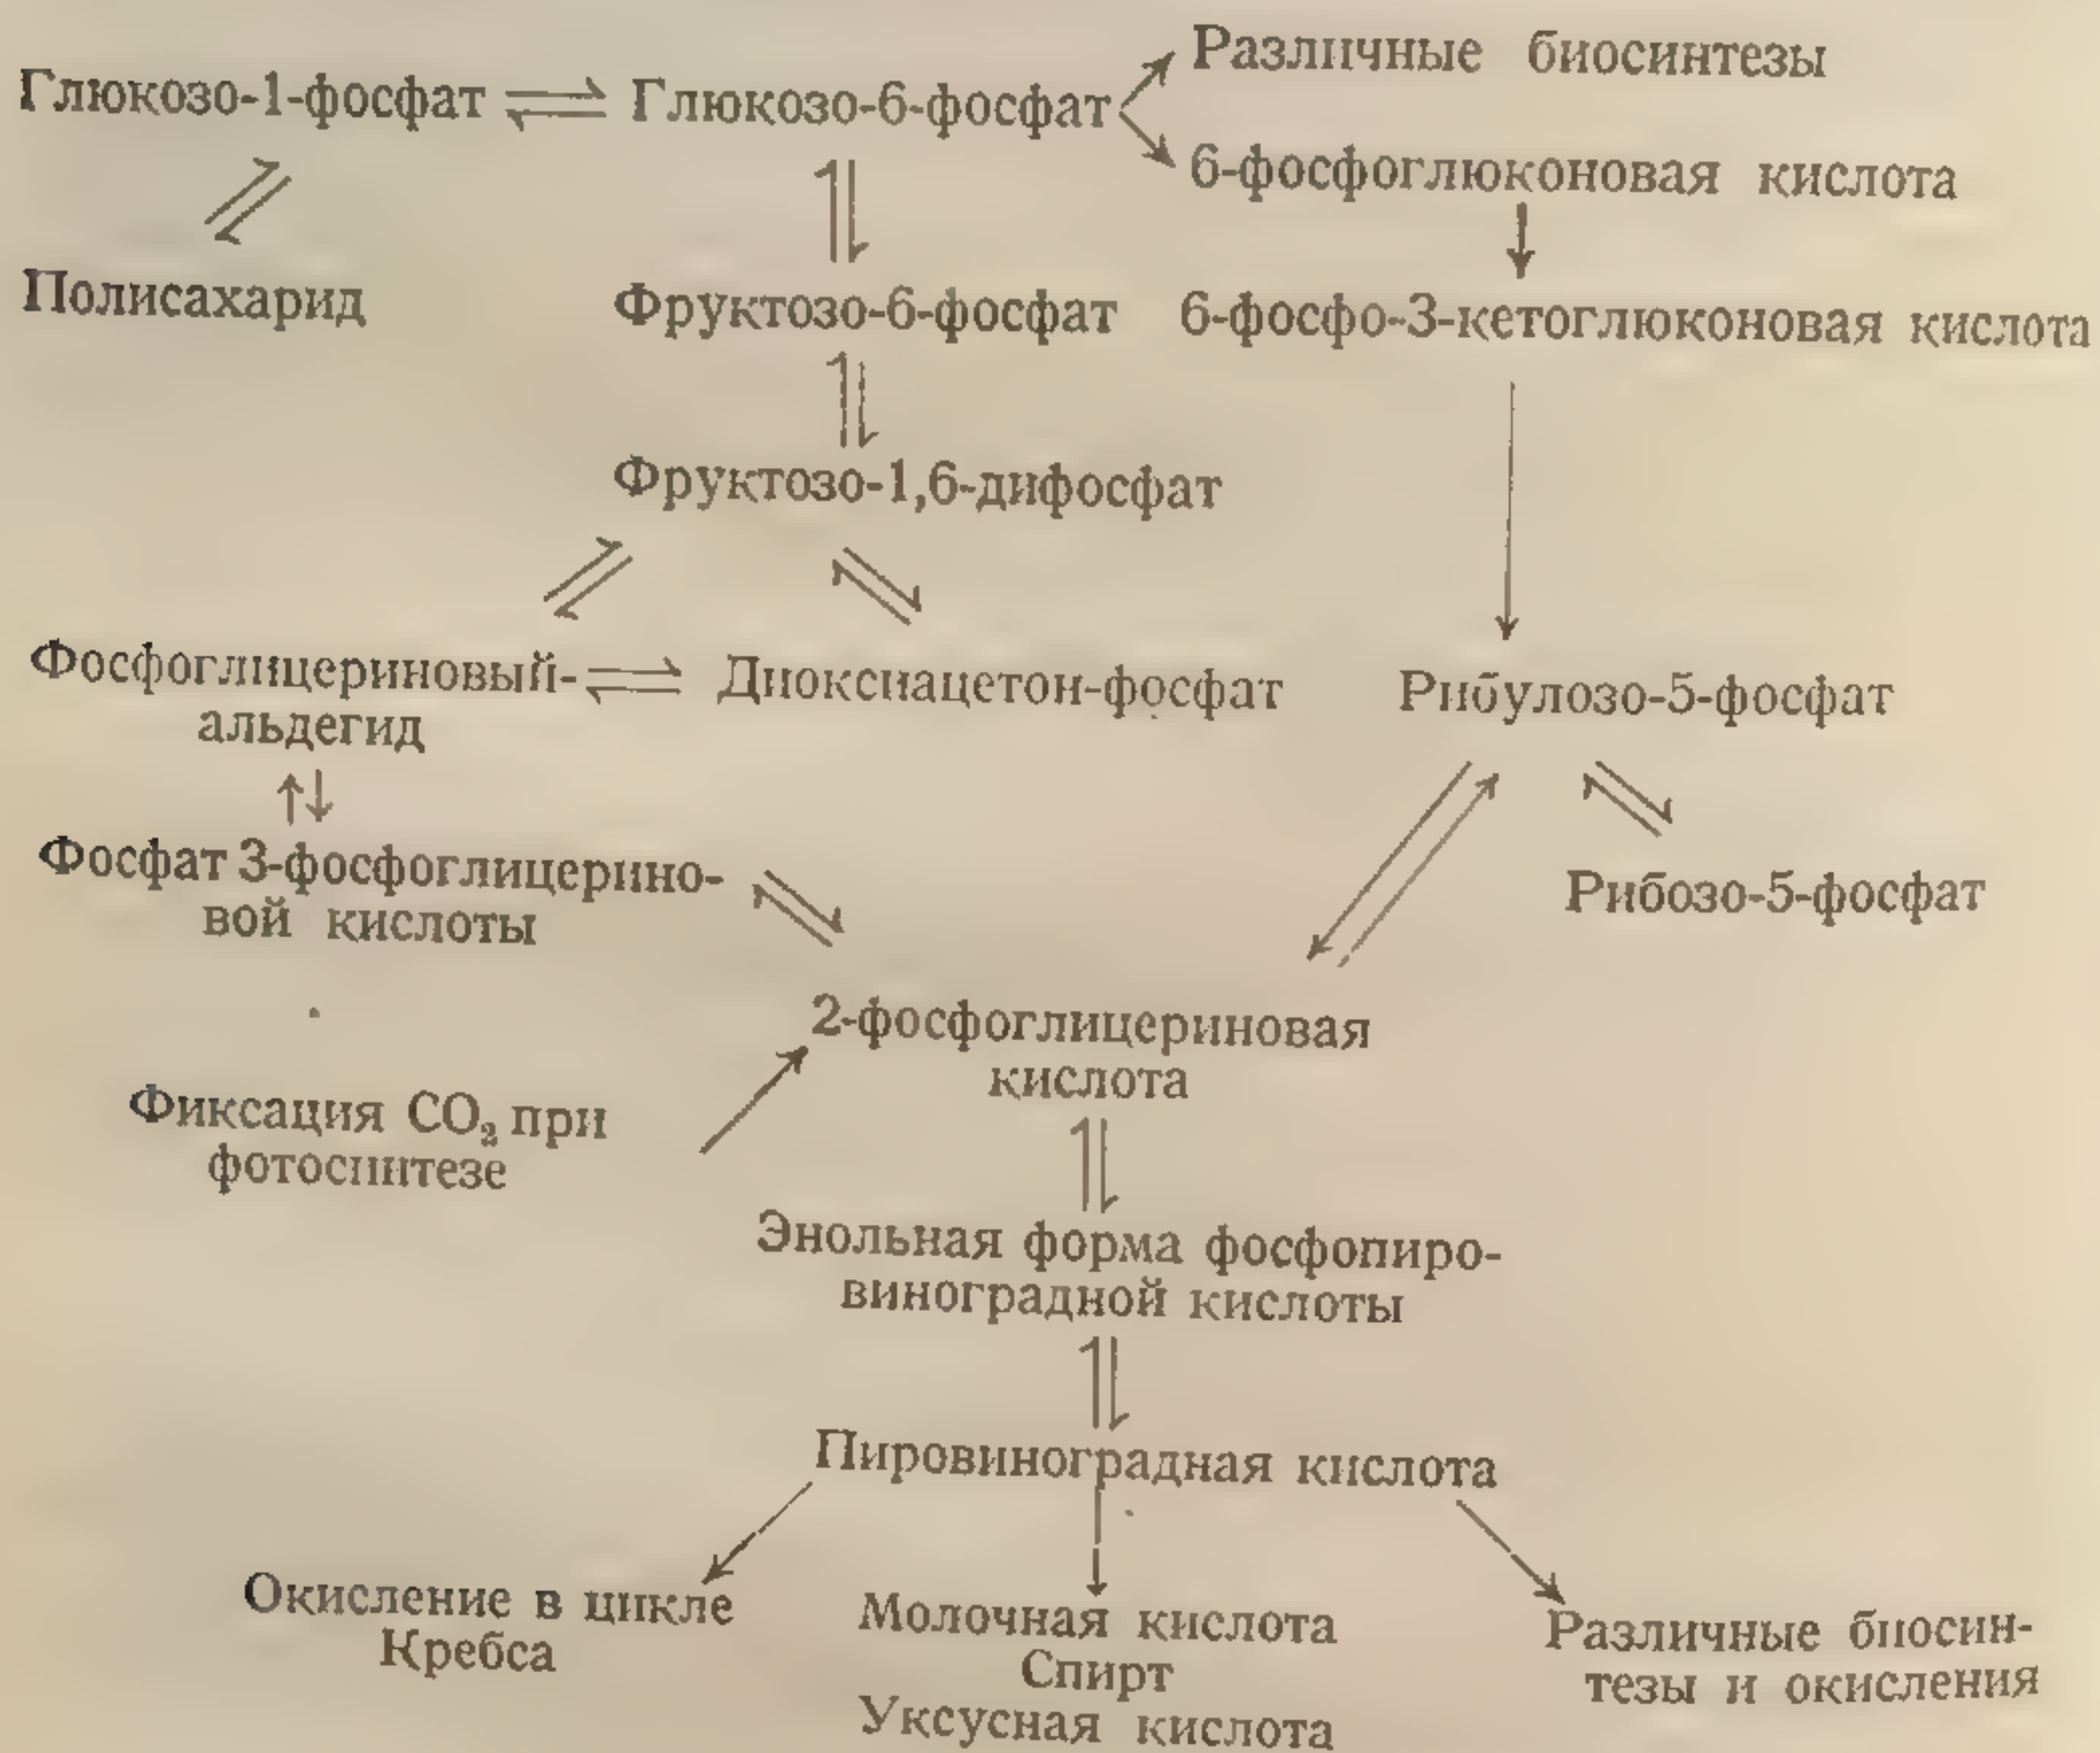 Различные биосинтезы
Глюкозо-1-фосфат ⇌ Глюкозо-6-фосфат
6-фосфоглюконовая кислота
Полисахарид
Фруктозо-6-фосфат
6-фосфо-3-кетоглюконовая кислота
Фруктозо-1,6-дифосфат
Фосфоглицериновый-
альдегид
Диоксиацетон-фосфат
Рибулозо-5-фосфат
Фосфат 3-фосфоглицерино-
вой кислоты
Рибозо-5-фосфат
2-фосфоглицериновая
кислота
Фиксация CO₂ при
фотосинтезе
Энольная форма фосфопиро-
виноградной кислоты
Пировиноградная кислота
Окисление в цикле
Кребса
Молочная кислота
Спирт
Уксусная кислота
Различные биосин-
тезы и окисления